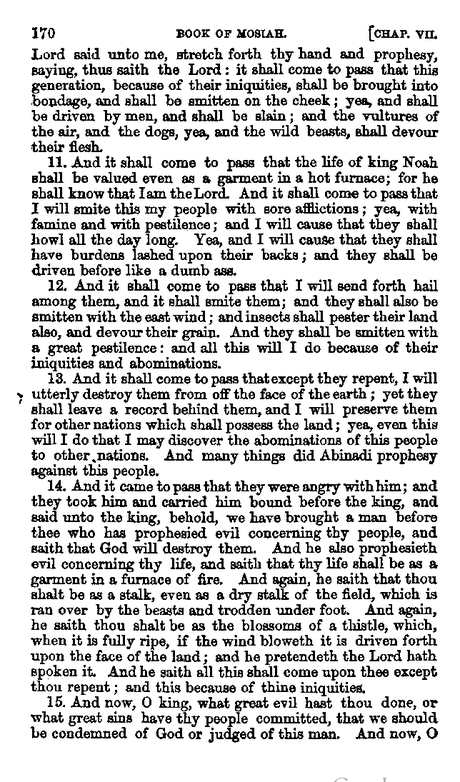 170 BOOK OF MOSIAH. [CHAP. VII.
Lord said unto me, stretch forth thy hand and prophesy,
saying, thus saith the Lord: it shall come to pass that this
generation, because of their iniquities, shall be brought into
bondage, and shall be smitten on the cheek; yea, and shall
be driven by men, and shall be slain; and the vultures of
the air, and the dogs, yea, and the wild beasts, shall devour
their flesh.
11. And it shall come to pass that the life of king Noah
shall be valued even as a garment in a hot furnace; for he
shall know that I am the Lord. And it shall come to pass that
I will smite this my people with sore afflictions; yea, with
famine and with pestilence; and I will cause that they shall
howl all the day long. Yea, and I will cause that they shall
have burdens lashed upon their backs; and they shall be
driven before like a dumb ass.
12. And it shall come to pass that I will send forth hail
among them, and it shall smite them; and they shall also be
smitten with the east wind; and insects shall pester their land
also, and devour their grain. And they shall be smitten with
a great pestilence: and all this will I do because of their
iniquities and abominations.
13. And it shall come to pass that except they repent, I will
utterly destroy them from off the face of the earth; yet they
shall leave a record behind them, and I will preserve them
for other nations which shall possess the land; yea, even this
will I do that I may discover the abominations of this people
to other nations. And many things did Abinadi prophesy
against this people.
14. And it came to pass that they were angry with him; and
they took him and carried him bound before the king, and
said unto the king, behold, we have brought a man before
thee who has prophesied evil concerning thy people, and
saith that God will destroy them. And he also prophesieth
evil concerning thy life, and saith that thy life shall be as a
garment in a furnace of fire. And again, he saith that thou
shalt be as a stalk, even as a dry stalk of the field, which is
ran over by the beasts and trodden under foot. And again,
he saith thou shalt be as the blossoms of a thistle, which,
when it is fully ripe, if the wind bloweth it is driven forth
upon the face of the land; and he pretendeth the Lord hath
spoken it. And he saith all this shall come upon thee except
thou repent; and this because of thine iniquities.
15. And now, O king, what great evil hast thou done, or
what great sins have thy people committed, that we should
be condemned of God or judged of this man. And now, O